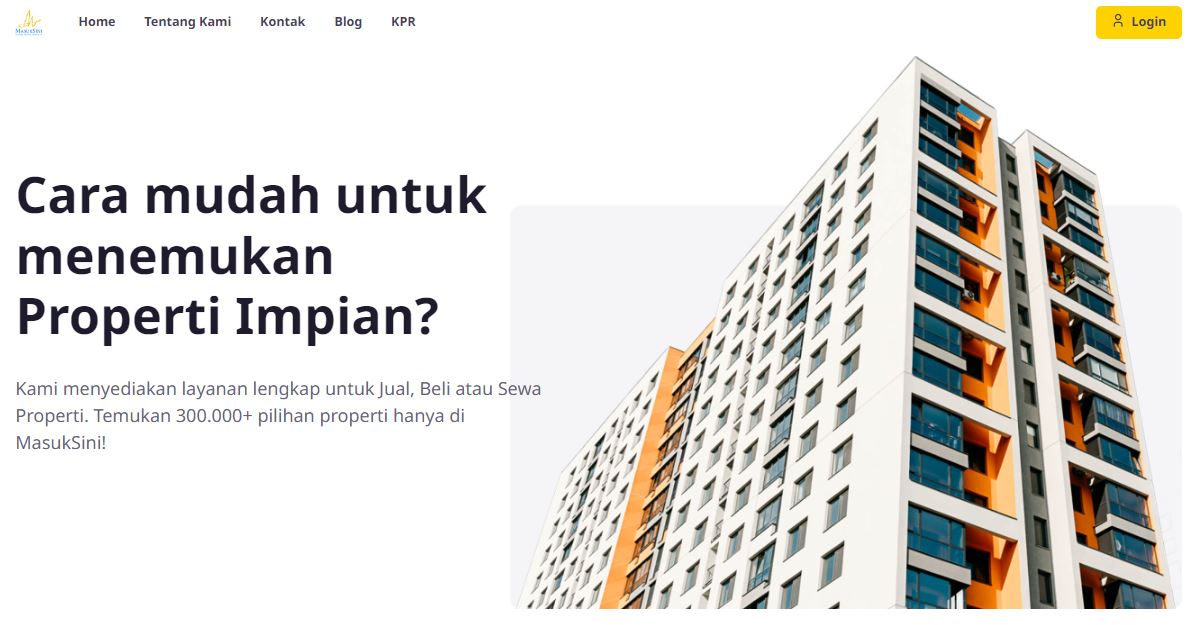 MASUKSINI
Home
Tentang Kami
Kontak
Blog
KPR
Login
Cara mudah untuk
menemukan
Properti Impian?
Kami menyediakan layanan lengkap untuk Jual, Beli atau Sewa
Properti. Temukan 300.000+ pilihan properti hanya di
MasukSini!